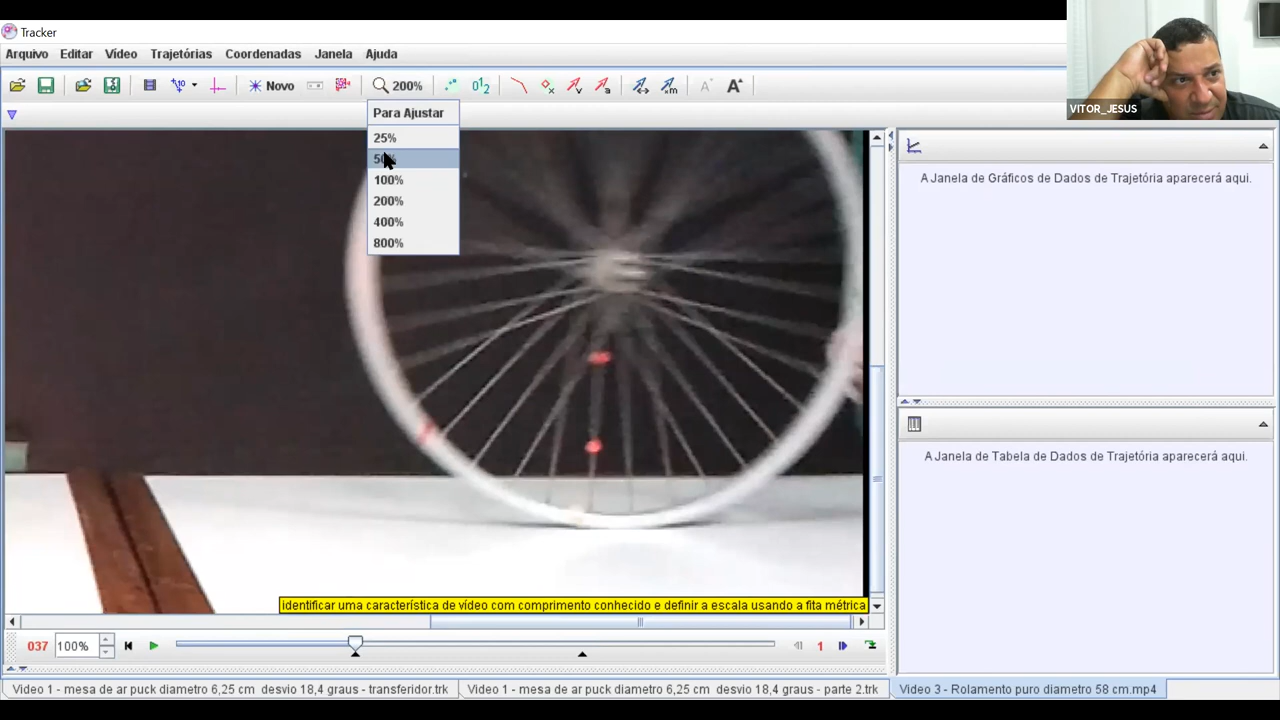 Tracker
Arquivo Editar Vídeo Trajetórias Coordenadas Janela Ajuda
Novo 200%
VITOR_JESUS
Para Ajustar
25%
50%
100%
200%
400%
800%
A Janela de Gráficos de Dados de Trajetória aparecerá aqui.
A Janela de Tabela de Dados de Trajetória aparecerá aqui.
identificar uma característica de vídeo com comprimento conhecido e definir a escala usando a fita métrica
037 100% 1
Video 1 - mesa de ar puck diametro 6,25 cm desvio 18,4 graus - transferidor.trk
Video 1 - mesa de ar puck diametro 6,25 cm desvio 18,4 graus - parte 2.trk
Video 3 - Rolamento puro diametro 58 cm.mp4